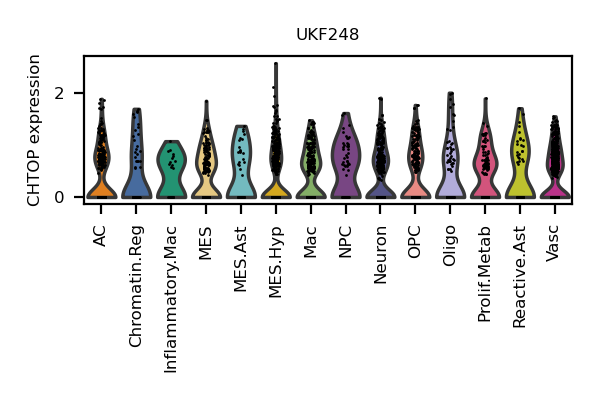 UKF248
CHTOP expression
2
0
AC
Chromatin.Reg
Inflammatory.Mac
MES
MES.Ast
MES.Hyp
Mac
NPC
Neuron
OPC
Oligo
Prolif.Metab
Reactive.Ast
Vasc